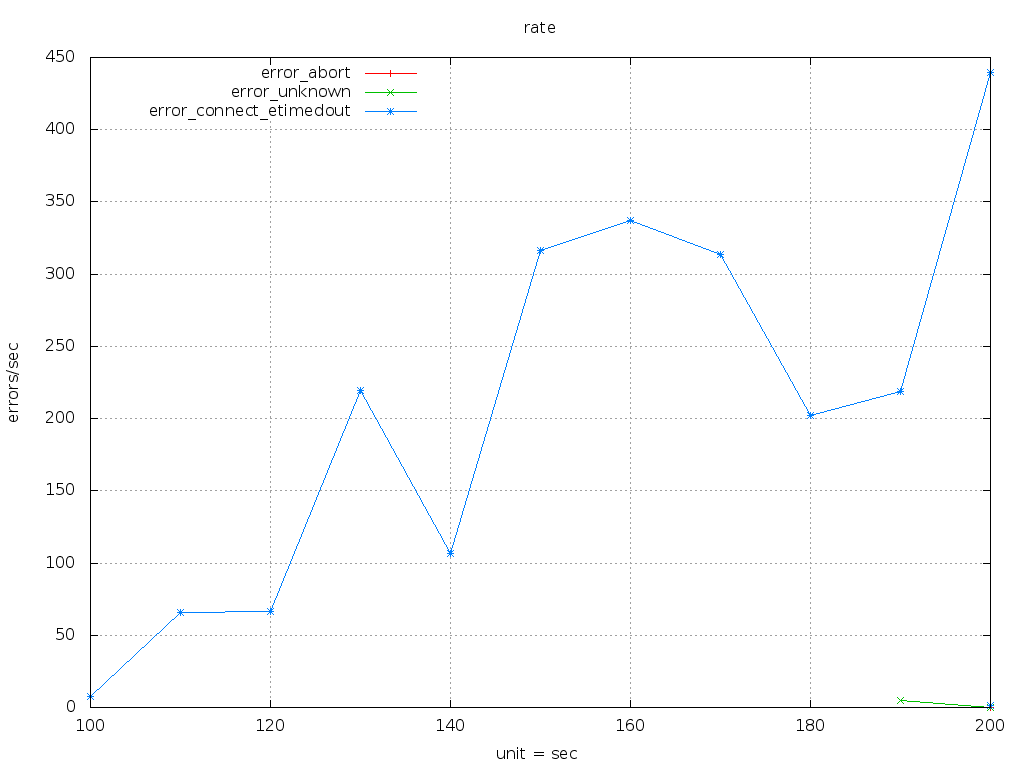 rate
error_abort
error_unknown
error_connect_etimedout
450
400
350
300
250
200
150
100
50
0
errors/sec
100 120 140 160 180 200
unit = sec